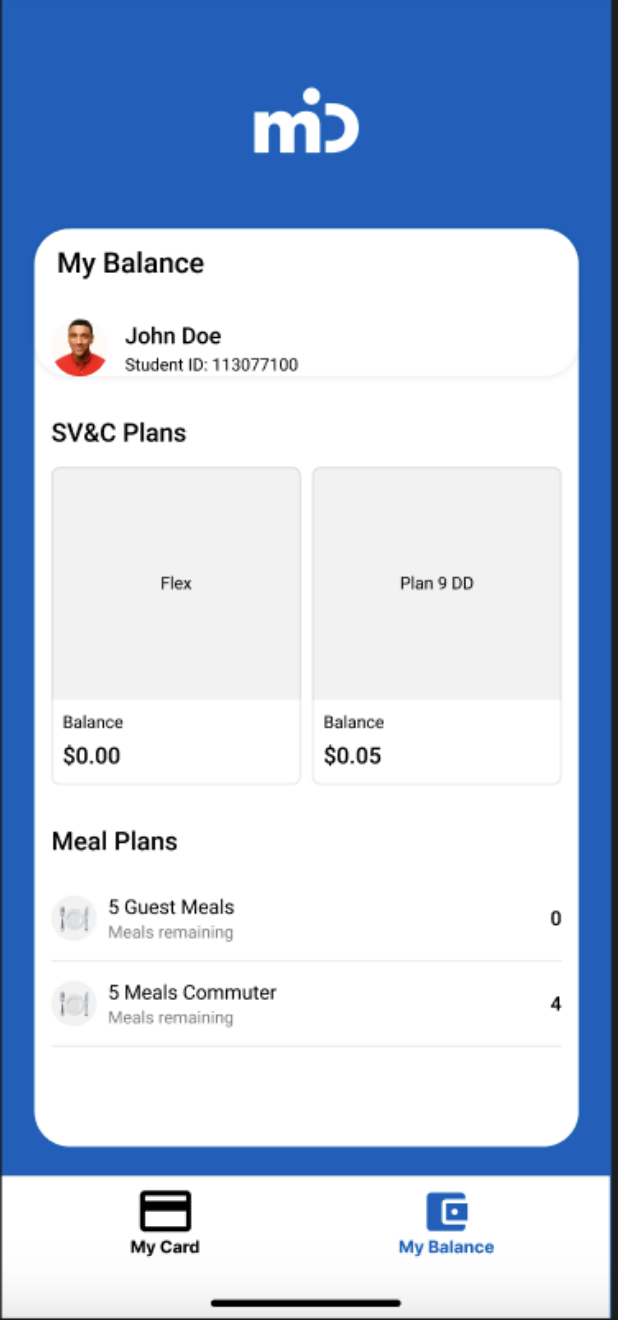 mID
My Balance
John Doe
Student ID: 113077100
SV&C Plans
Flex
Plan 9 DD
Balance
$0.00
Balance
$0.05
Meal Plans
5 Guest Meals
Meals remaining
0
5 Meals Commuter
Meals remaining
4
My Card
My Balance